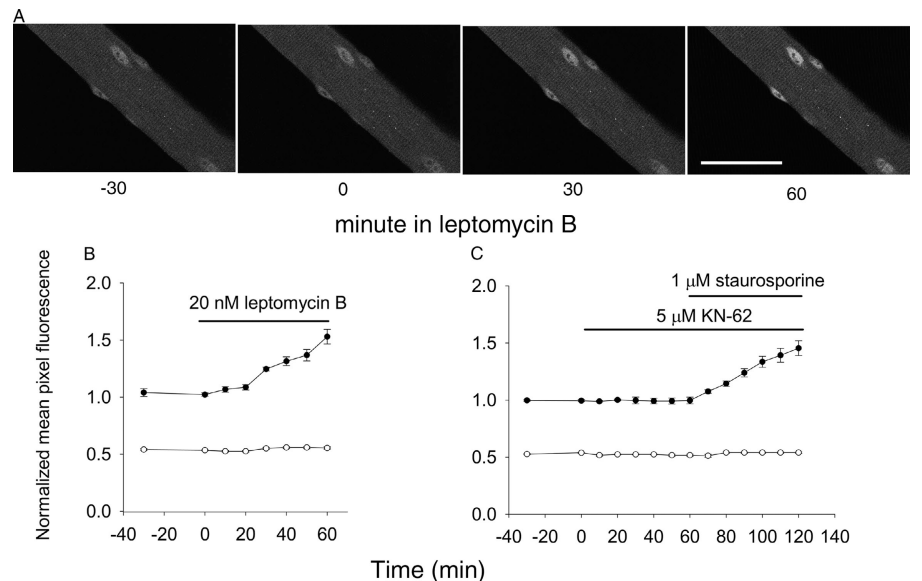 A
-30 0 30 60
minute in leptomycin B
B
C
Normalized mean pixel fluorescence
2.0
1.5
1.0
0.5
0.0
20 nM leptomycin B
-40 -20 0 20 40 60
2.0
1.5
1.0
0.5
0.0
1 μM staurosporine
5 μM KN-62
-40 -20 0 20 40 60 80 100 120 140
Time (min)